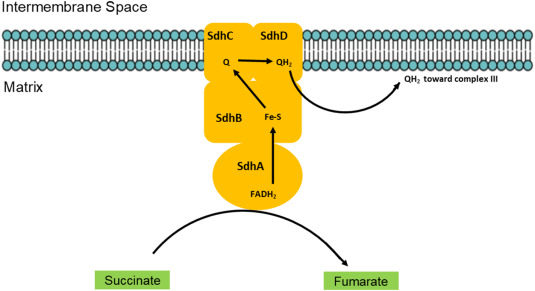 Intermembrane Space
SdhC SdhD
Q QH₂
QH₂ toward complex III
Matrix
SdhB Fe-S
SdhA
FADH₂
Succinate Fumarate